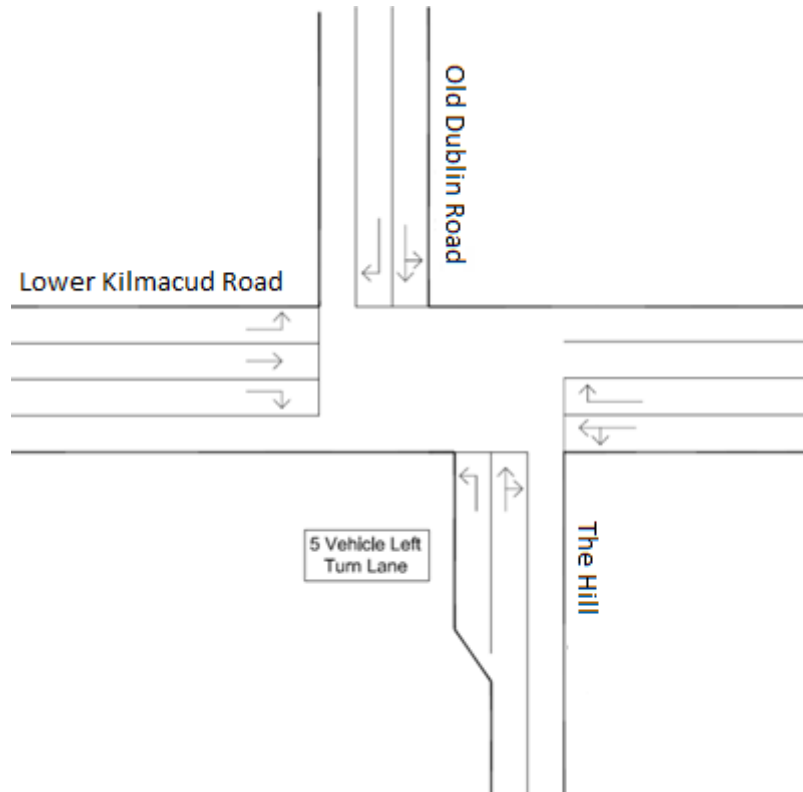 Old Dublin Road
Lower Kilmacud Road
5 Vehicle Left
Turn Lane
The Hill